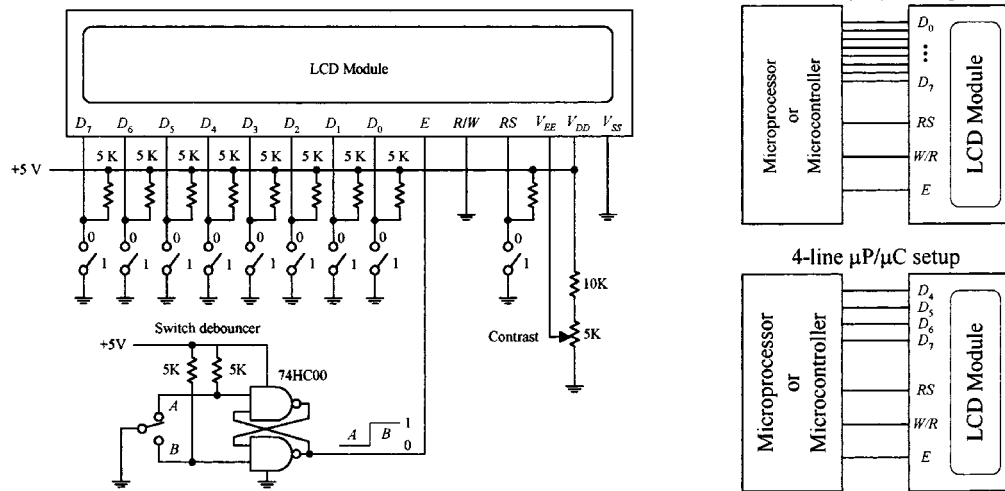 LCD Module
D7 D6 D5 D4 D3 D2 D1 D0 E R/W RS VEE VDD VSS
5 K 5 K 5 K 5 K 5 K 5 K 5 K 5 K 5 K
+5 V
0 0 0 0 0 0 0 0 0
1 1 1 1 1 1 1 1 1
10K
Contrast
5K
Switch debouncer
+5V
5K
5K
74HC00
A
B
A
B
1
0
Microprocessor
or
Microcontroller
D0
...
D7
RS
W/R
E
LCD Module
4-line µP/µC setup
Microprocessor
or
Microcontroller
D4
D5
D6
D7
RS
W/R
E
LCD Module